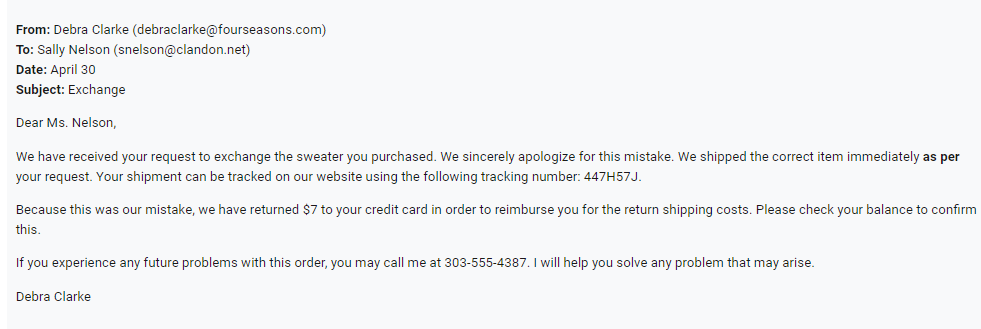 From: Debra Clarke (debraclarke@fourseasons.com)
To: Sally Nelson (snelson@clandon.net)
Date: April 30
Subject: Exchange
Dear Ms. Nelson,
We have received your request to exchange the sweater you purchased. We sincerely apologize for this mistake. We shipped the correct item immediately as per
your request. Your shipment can be tracked on our website using the following tracking number: 447H57J.
Because this was our mistake, we have returned $7 to your credit card in order to reimburse you for the return shipping costs. Please check your balance to confirm
this.
If you experience any future problems with this order, you may call me at 303-555-4387. I will help you solve any problem that may arise.
Debra Clarke